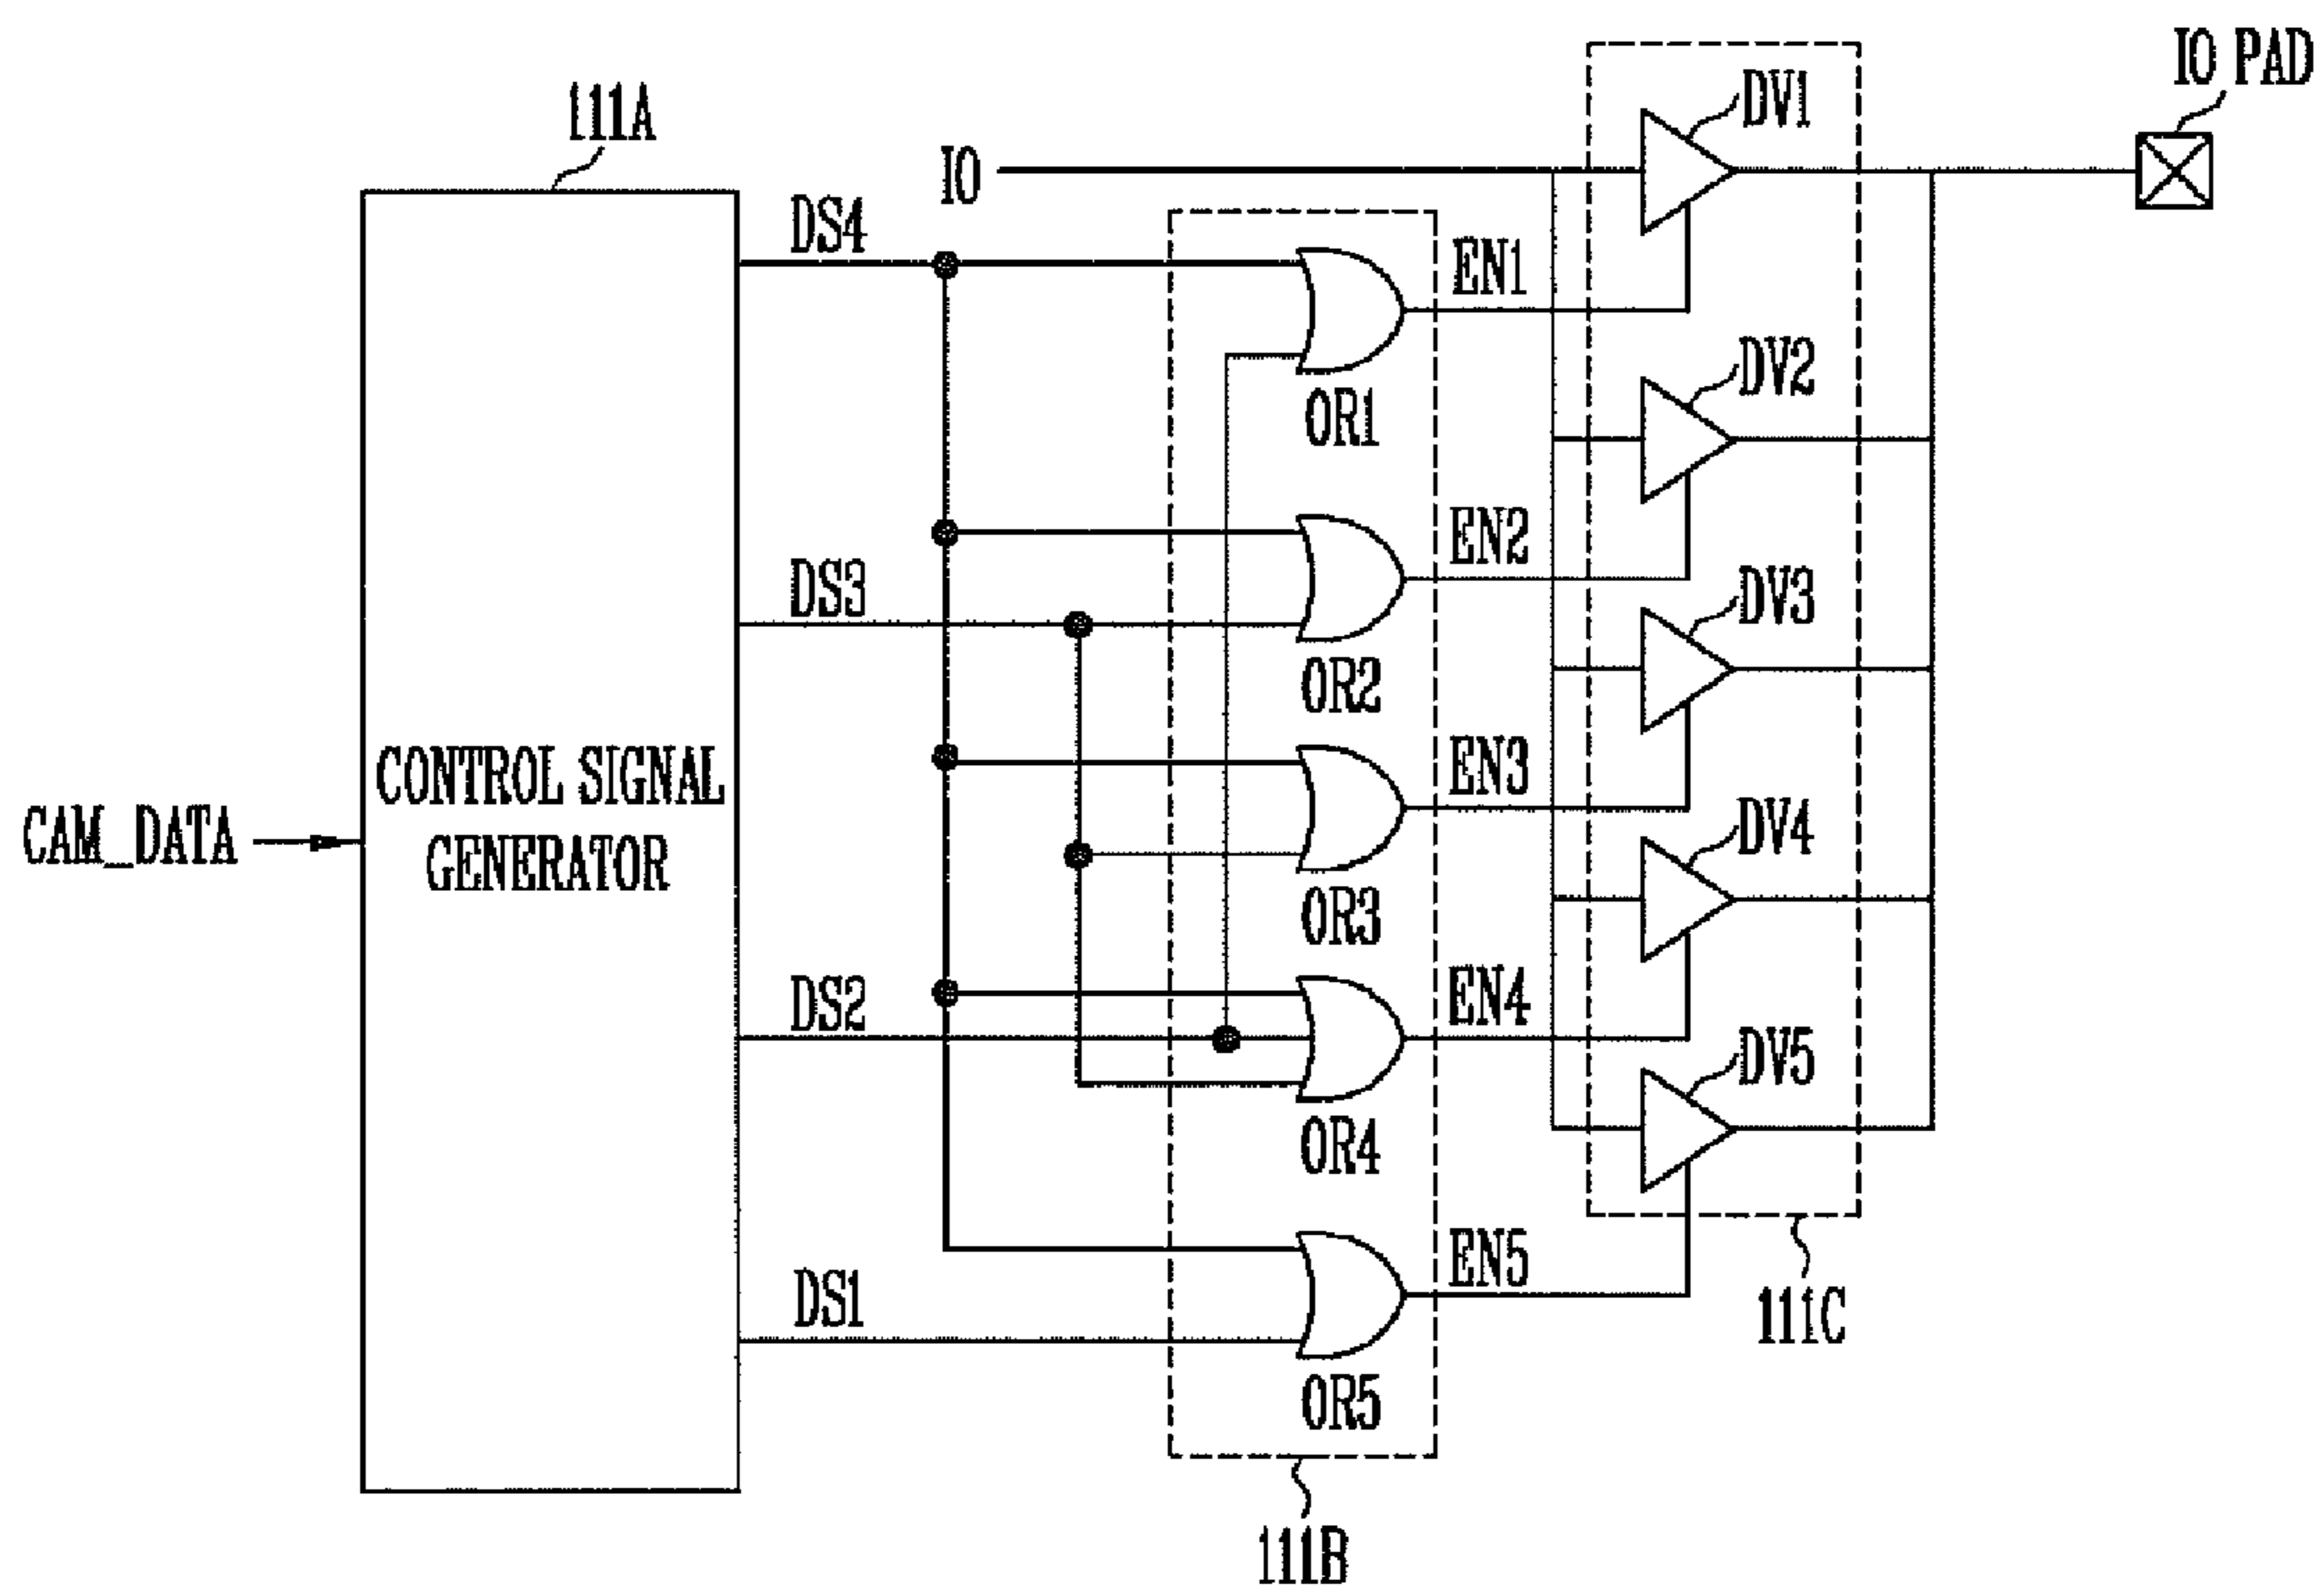 IO PAD
DV1
111A
IO
DS4
EN1
DV2
OR1
EN2
DS3
DV3
OR2
EN3
CONTROL SIGNAL
GENERATOR
CAM_DATA
DV4
OR3
EN4
DS2
DV5
OR4
EN5
DS1
111C
OR5
111B